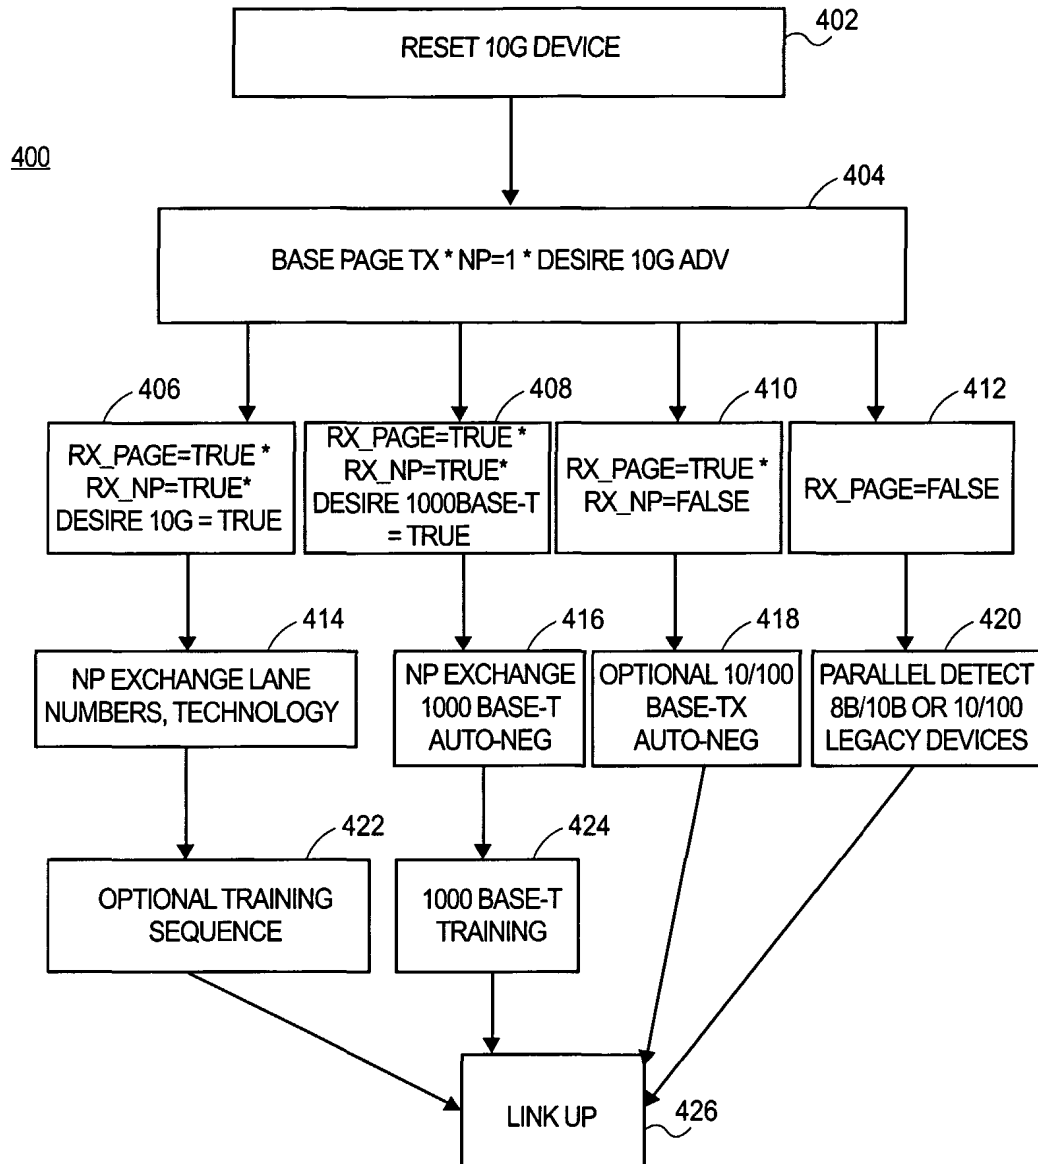 402
RESET 10G DEVICE
400
404
BASE PAGE TX * NP=1 * DESIRE 10G ADV
406
RX_PAGE=TRUE *
RX_NP=TRUE*
DESIRE 10G = TRUE
408
RX_PAGE=TRUE *
RX_NP=TRUE*
DESIRE 1000BASE-T
= TRUE
410
RX_PAGE=TRUE *
RX_NP=FALSE
412
RX_PAGE=FALSE
414
NP EXCHANGE LANE
NUMBERS, TECHNOLOGY
416
NP EXCHANGE
1000 BASE-T
AUTO-NEG
418
OPTIONAL 10/100
BASE-TX
AUTO-NEG
420
PARALLEL DETECT
8B/10B OR 10/100
LEGACY DEVICES
422
OPTIONAL TRAINING
SEQUENCE
424
1000 BASE-T
TRAINING
LINK UP
426